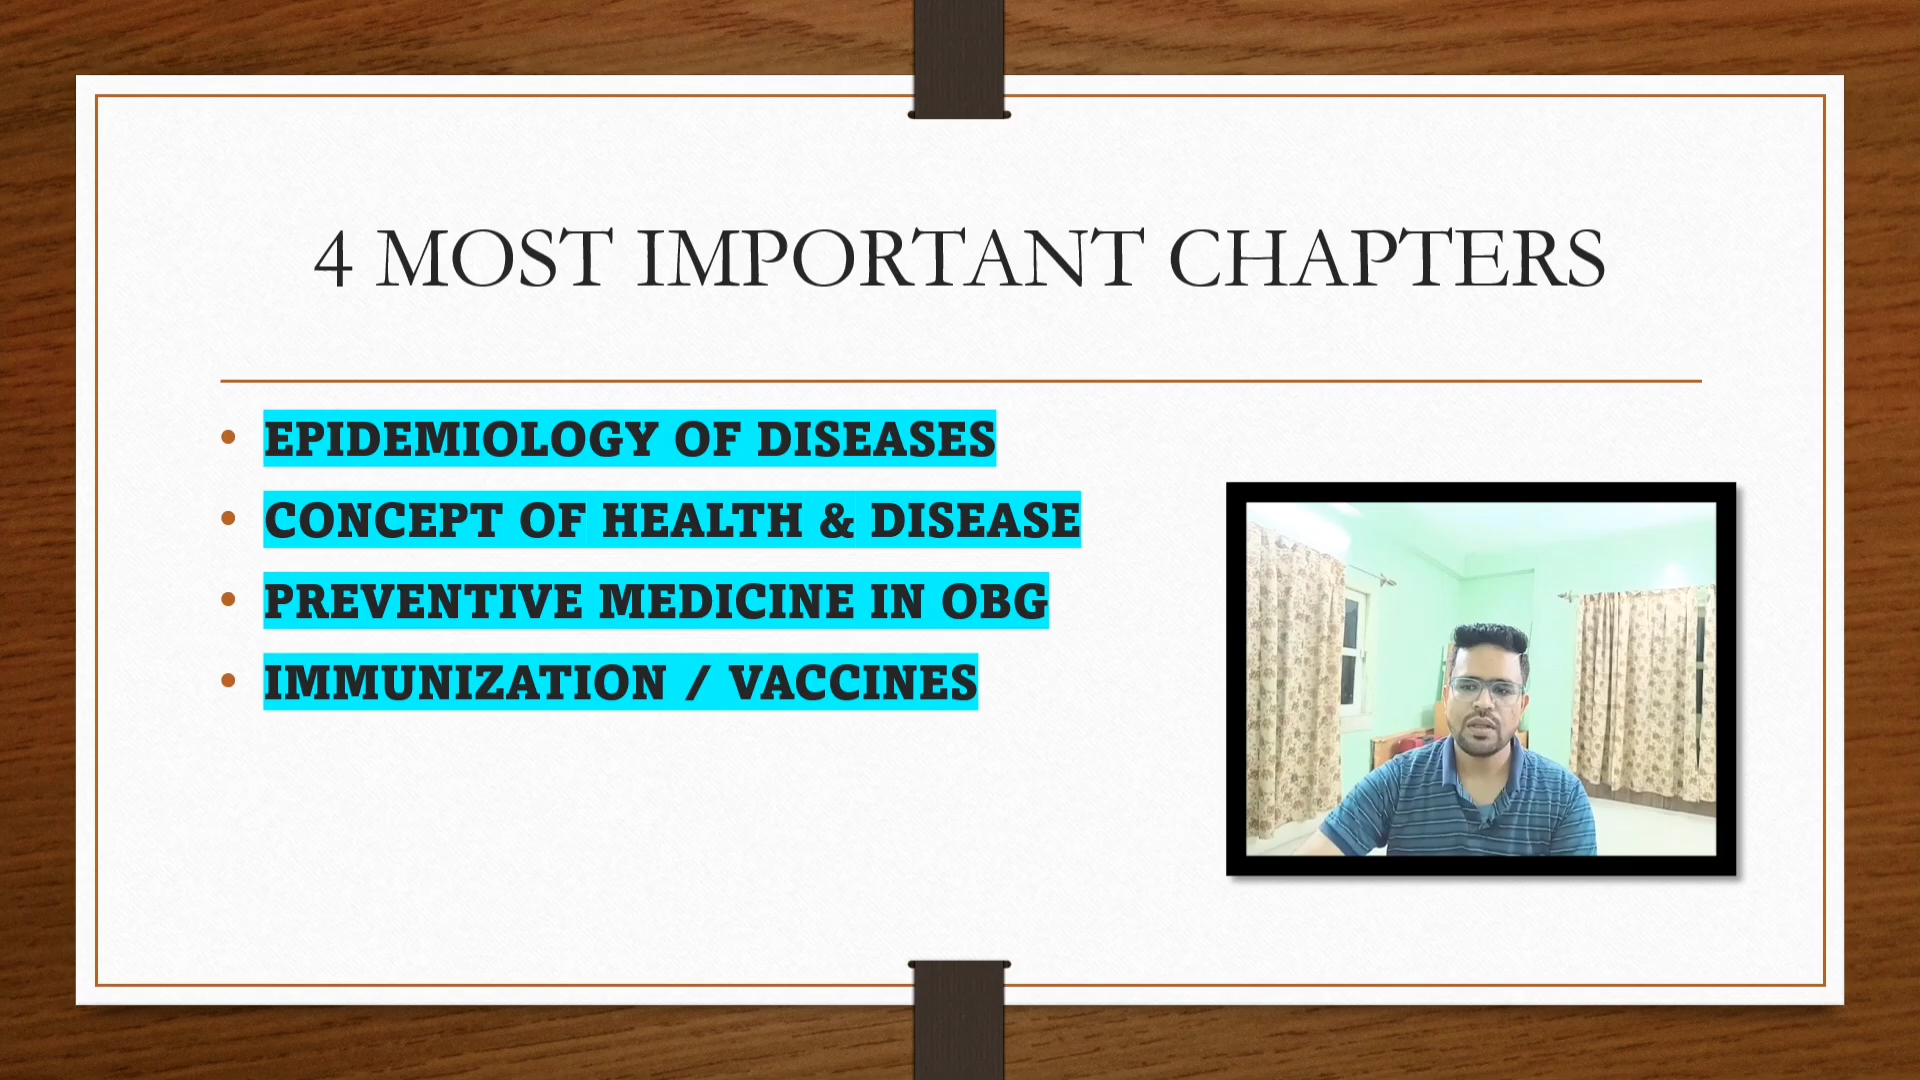 4 MOST IMPORTANT CHAPTERS
• EPIDEMIOLOGY OF DISEASES
• CONCEPT OF HEALTH & DISEASE
• PREVENTIVE MEDICINE IN OBG
• IMMUNIZATION / VACCINES